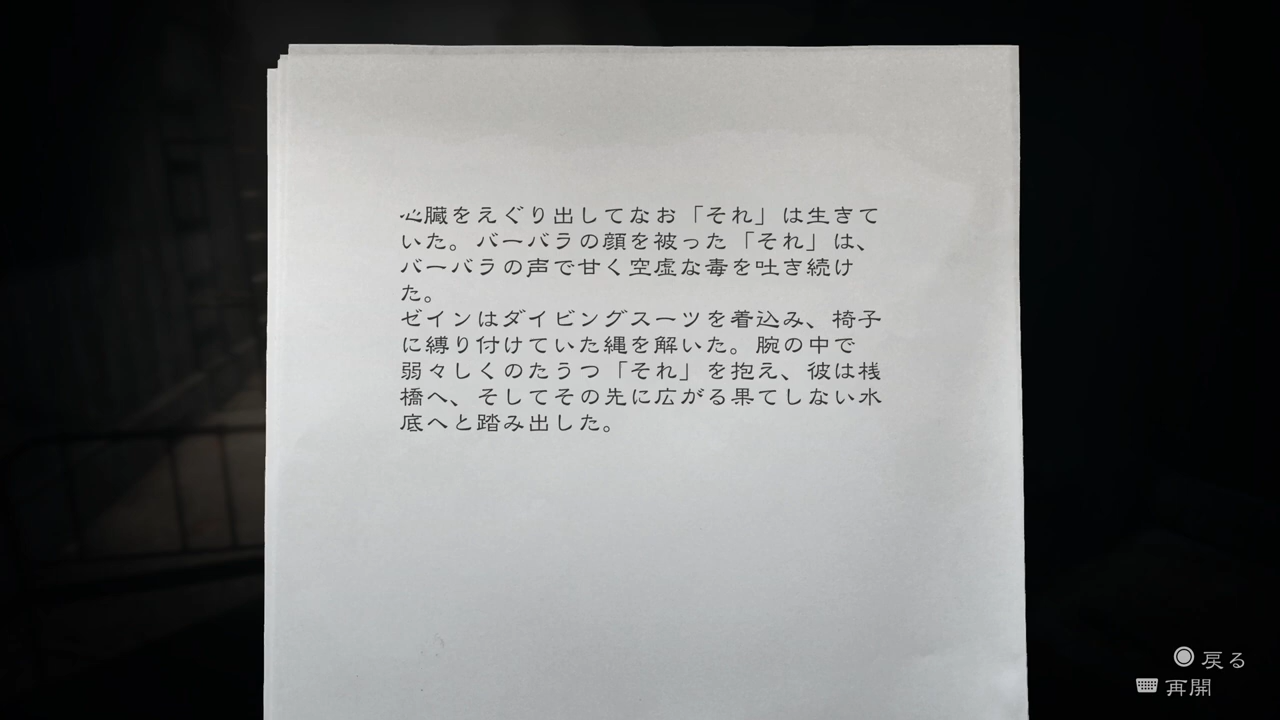 心臓をえぐり出してなお「それ」は生きて
いた。バーバラの顔を被った「それ」は、
バーバラの声で甘く空虚な毒を吐き続け
た。
ゼインはダイビングスーツを着込み、椅子
に縛り付けていた縄を解いた。腕の中で
弱々しくのたうつ「それ」を抱え、彼は桟
橋へ、そしてその先に広がる果てしない水
底へと踏み出した。
戻る
再開